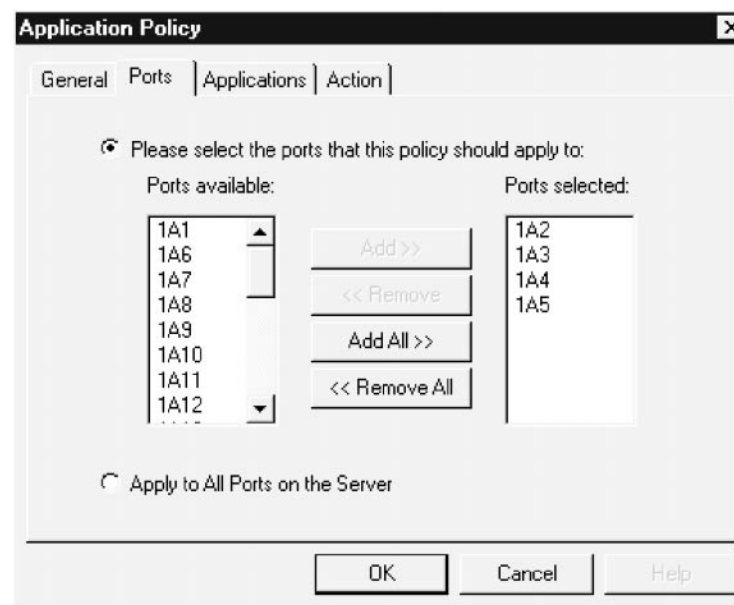 Application Policy
General Ports Applications Action
Please select the ports that this policy should apply to:
Ports available: Ports selected:
1A1
1A6
1A7
1A8
1A9
1A10
1A11
1A12
Add >>
<< Remove
Add All >>
<< Remove All
1A2
1A3
1A4
1A5
Apply to All Ports on the Server
OK Cancel Help